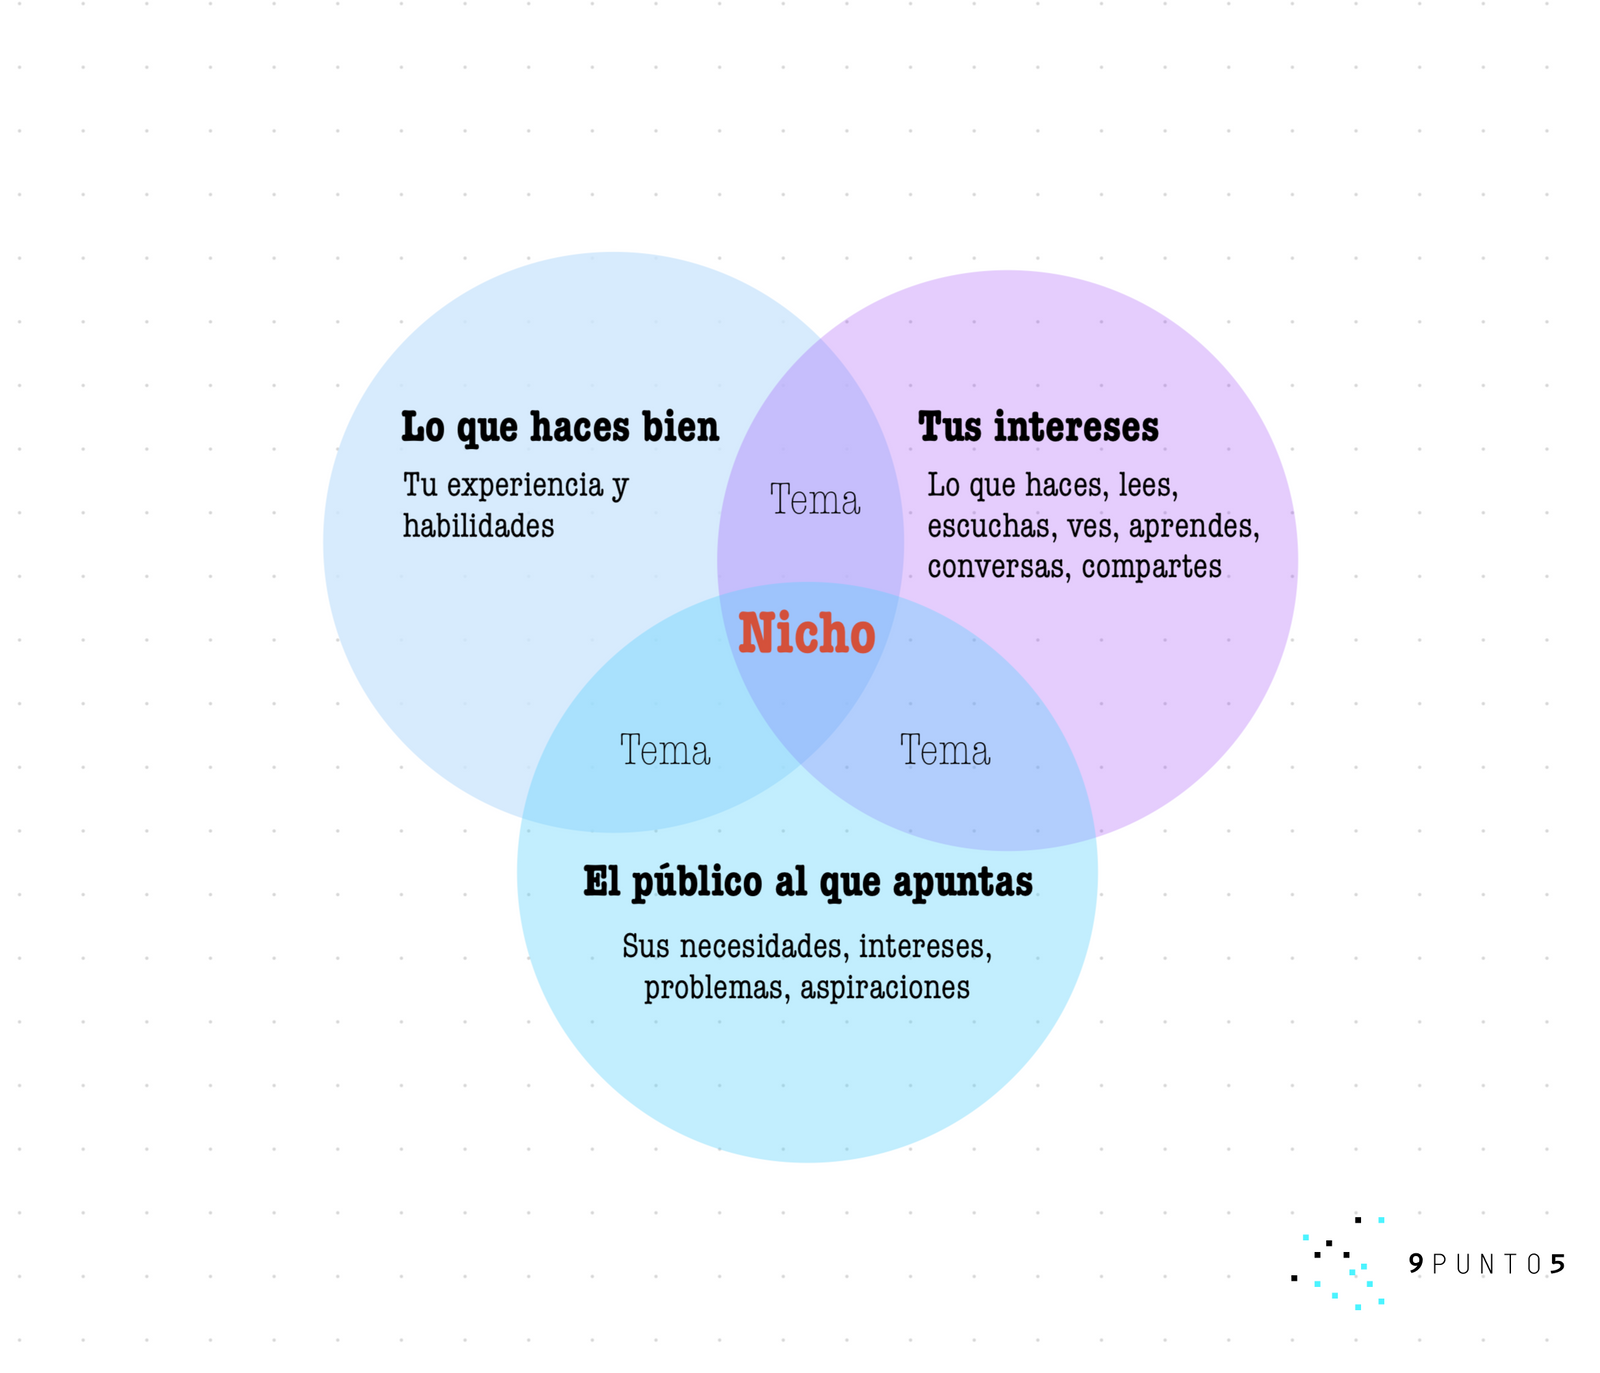 Lo que haces bien
Tu experiencia y
habilidades
Tema
Tus intereses
Lo que haces, lees,
escuchas, ves, aprendes,
conversas, compartes
Nicho
Tema
Tema
El público al que apuntas
Sus necesidades, intereses,
problemas, aspiraciones
9PUNTO5